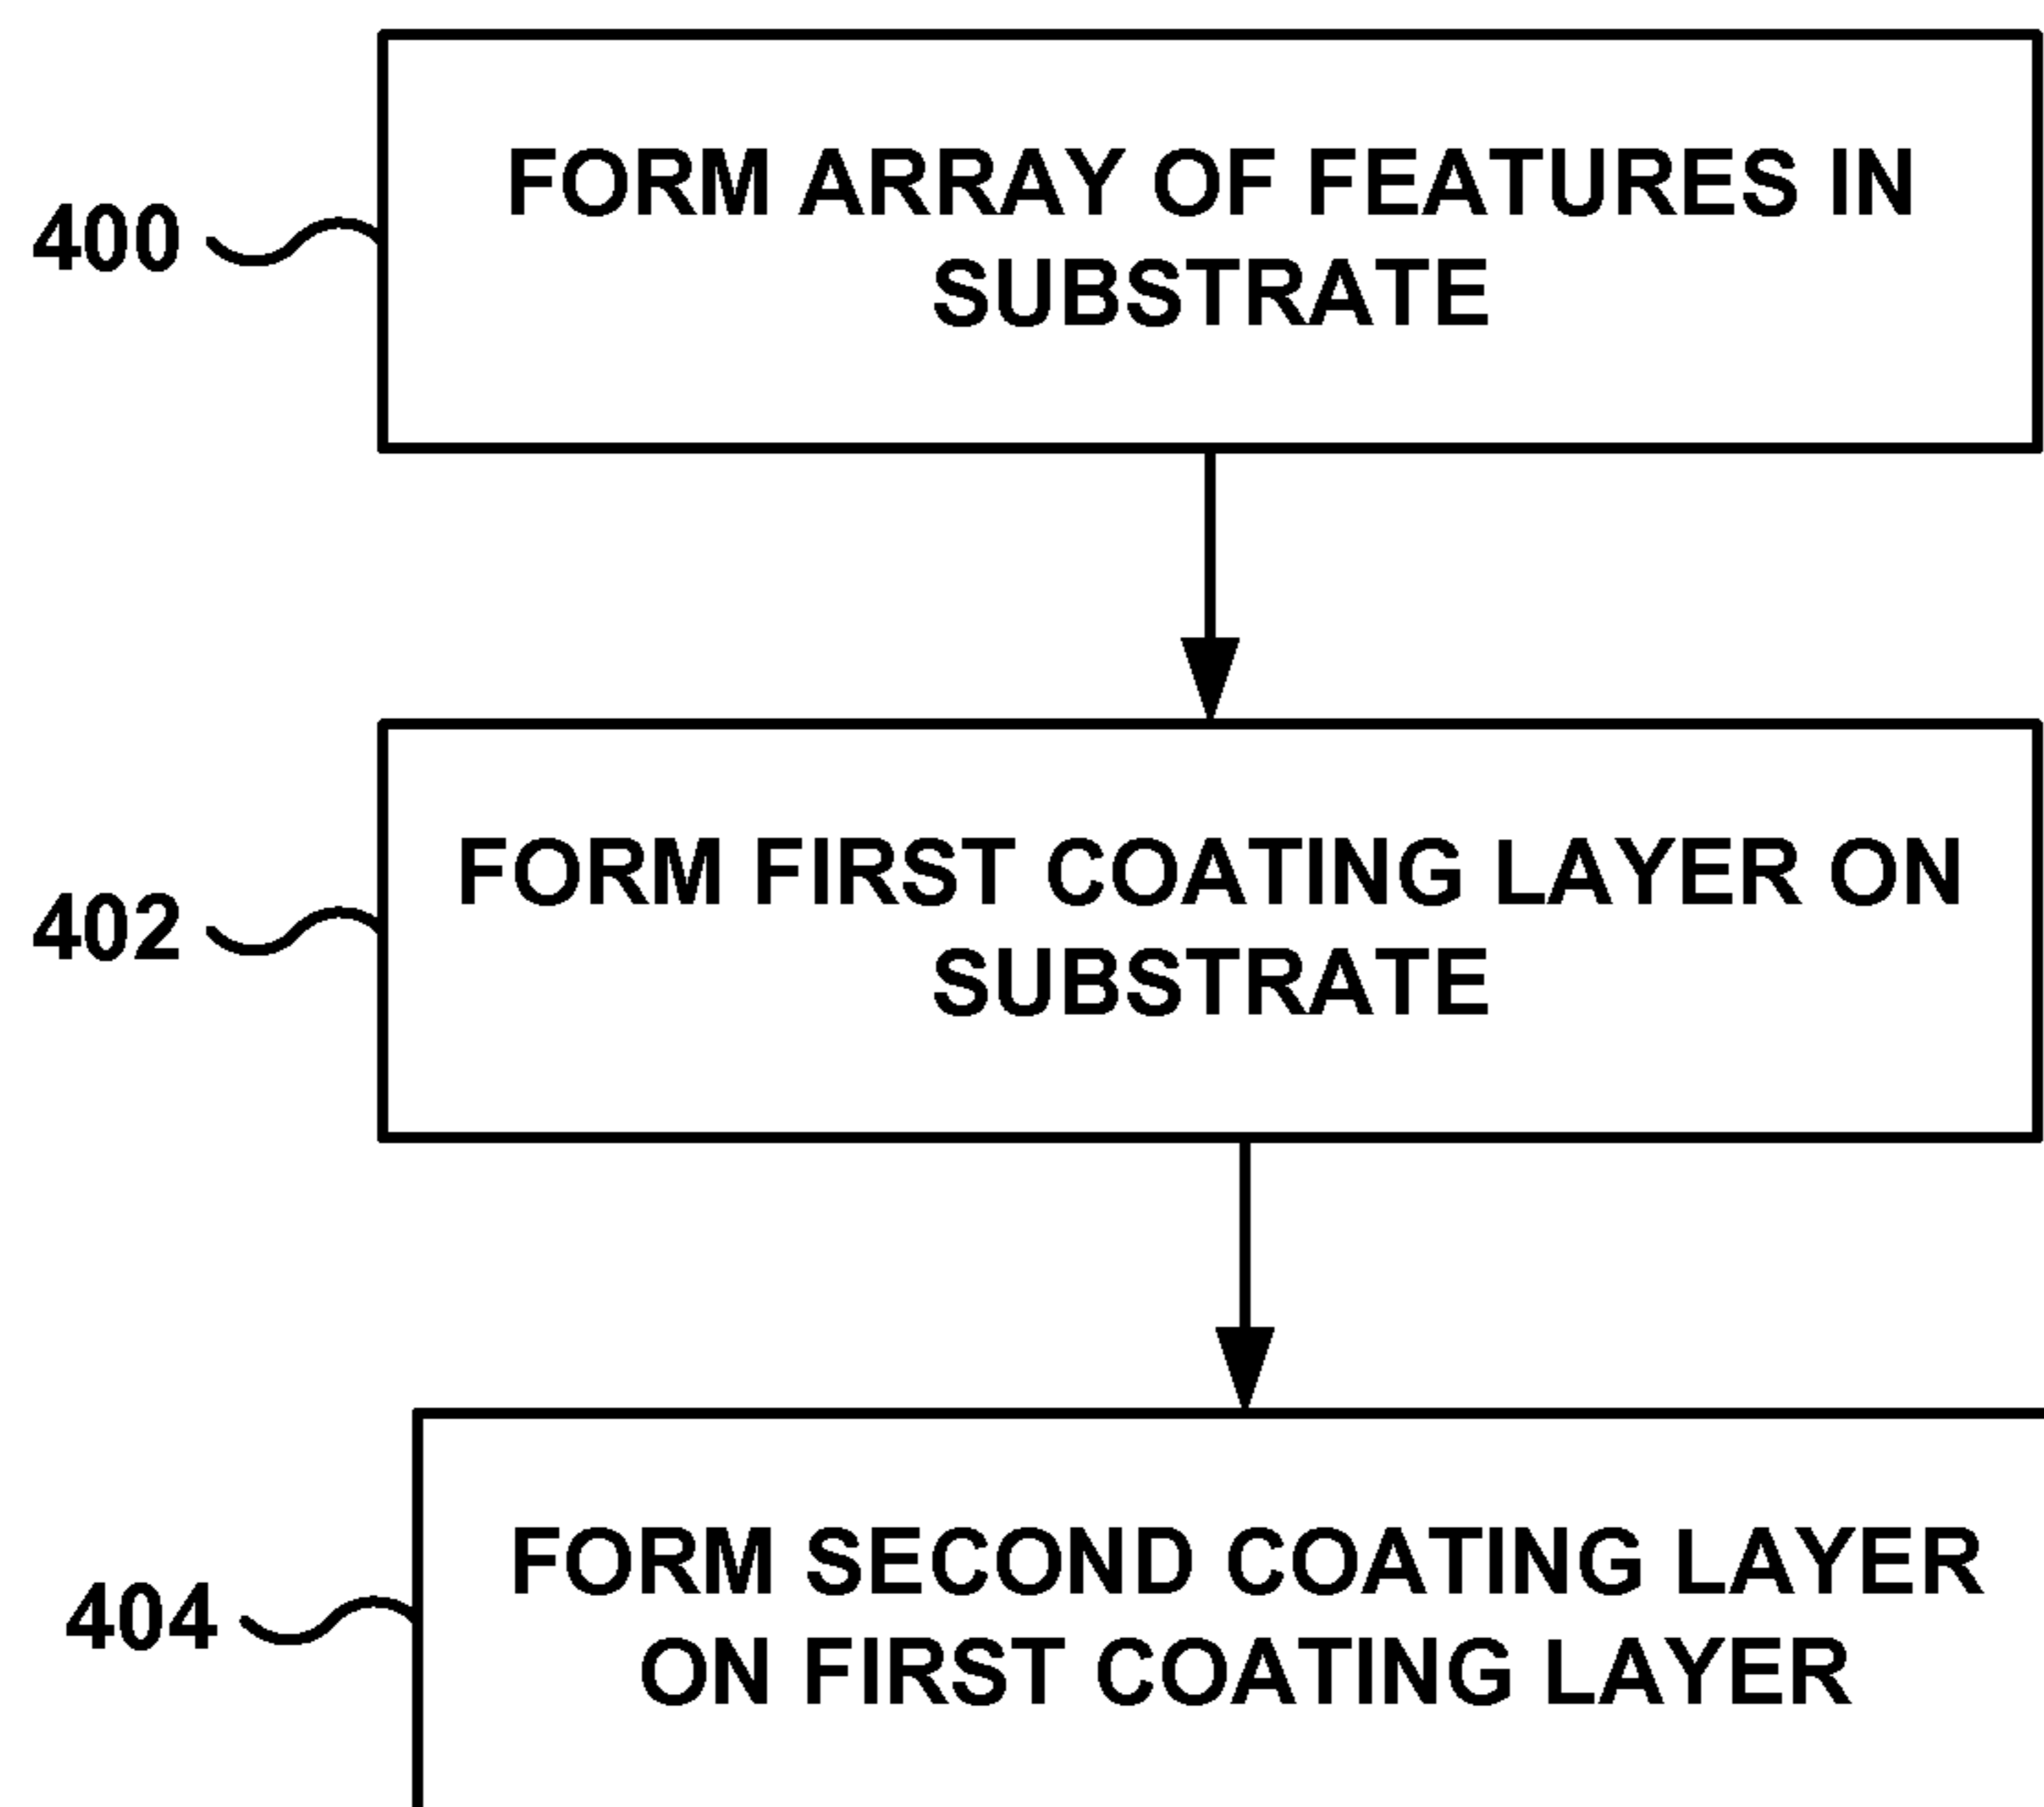 FORM ARRAY OF FEATURES IN
SUBSTRATE
400
FORM FIRST COATING LAYER ON
SUBSTRATE
402
FORM SECOND COATING LAYER
ON FIRST COATING LAYER
404